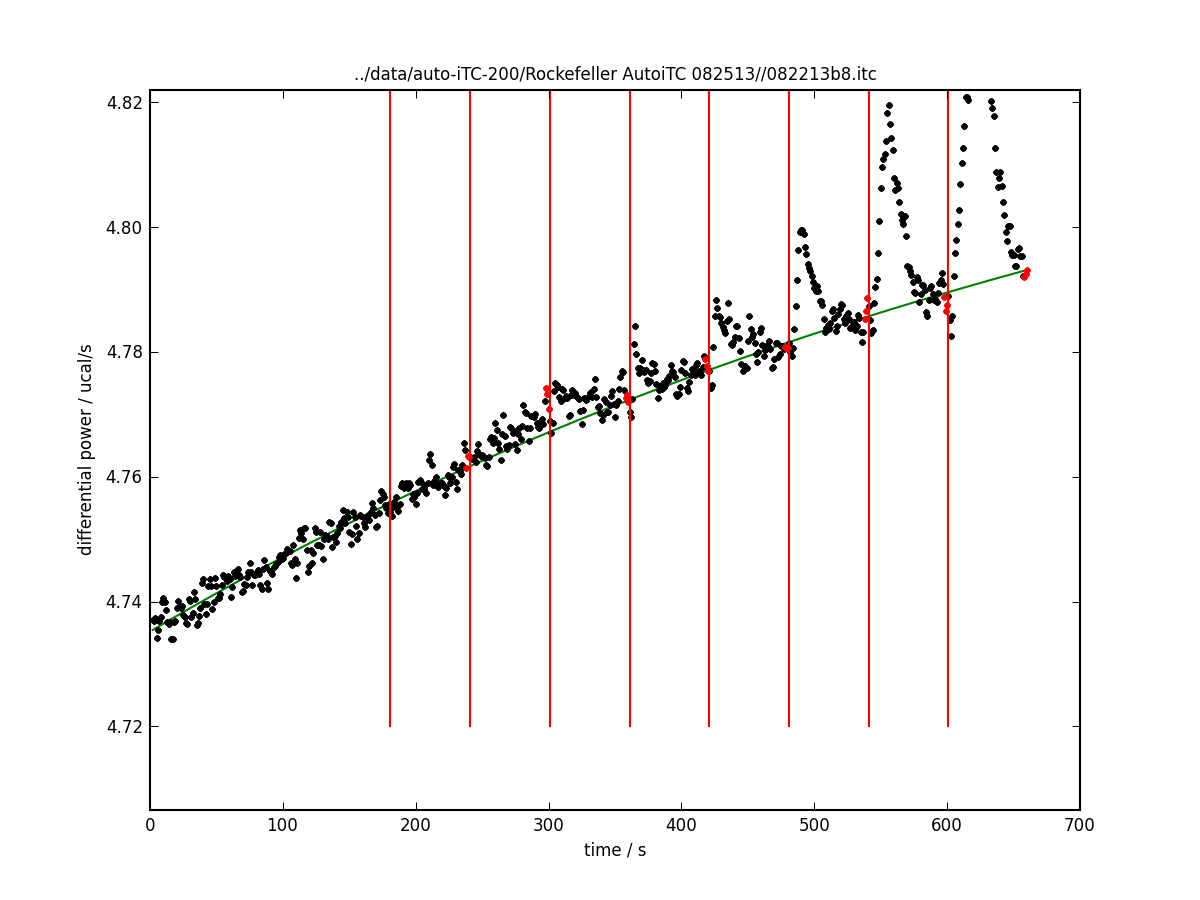 ../data/auto-iTC-200/Rockefeller AutoiTC 082513//082213b8.itc
4.82
4.80
4.78
4.76
4.74
4.72
differential power / ucal/s
0 100 200 300 400 500 600 700
time / s